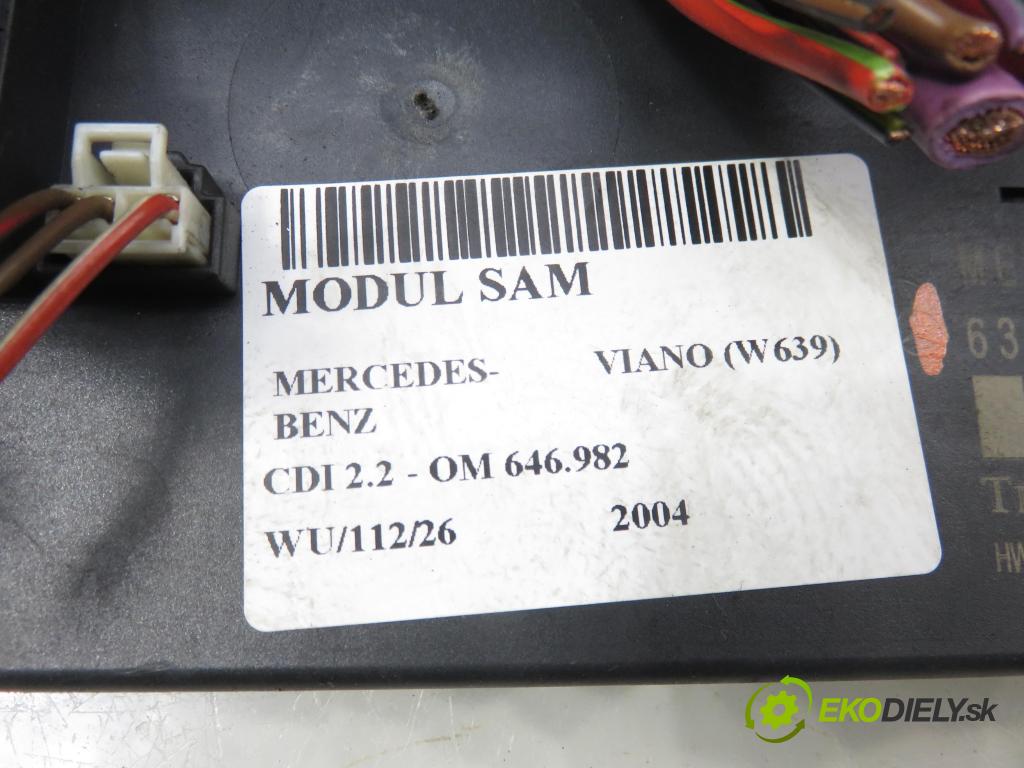 MODUL SAM
MERCEDES-
BENZ
VIANO (W639)
CDI 2.2 - OM 646.982
WU/112/26
2004
EKODIELY.sk